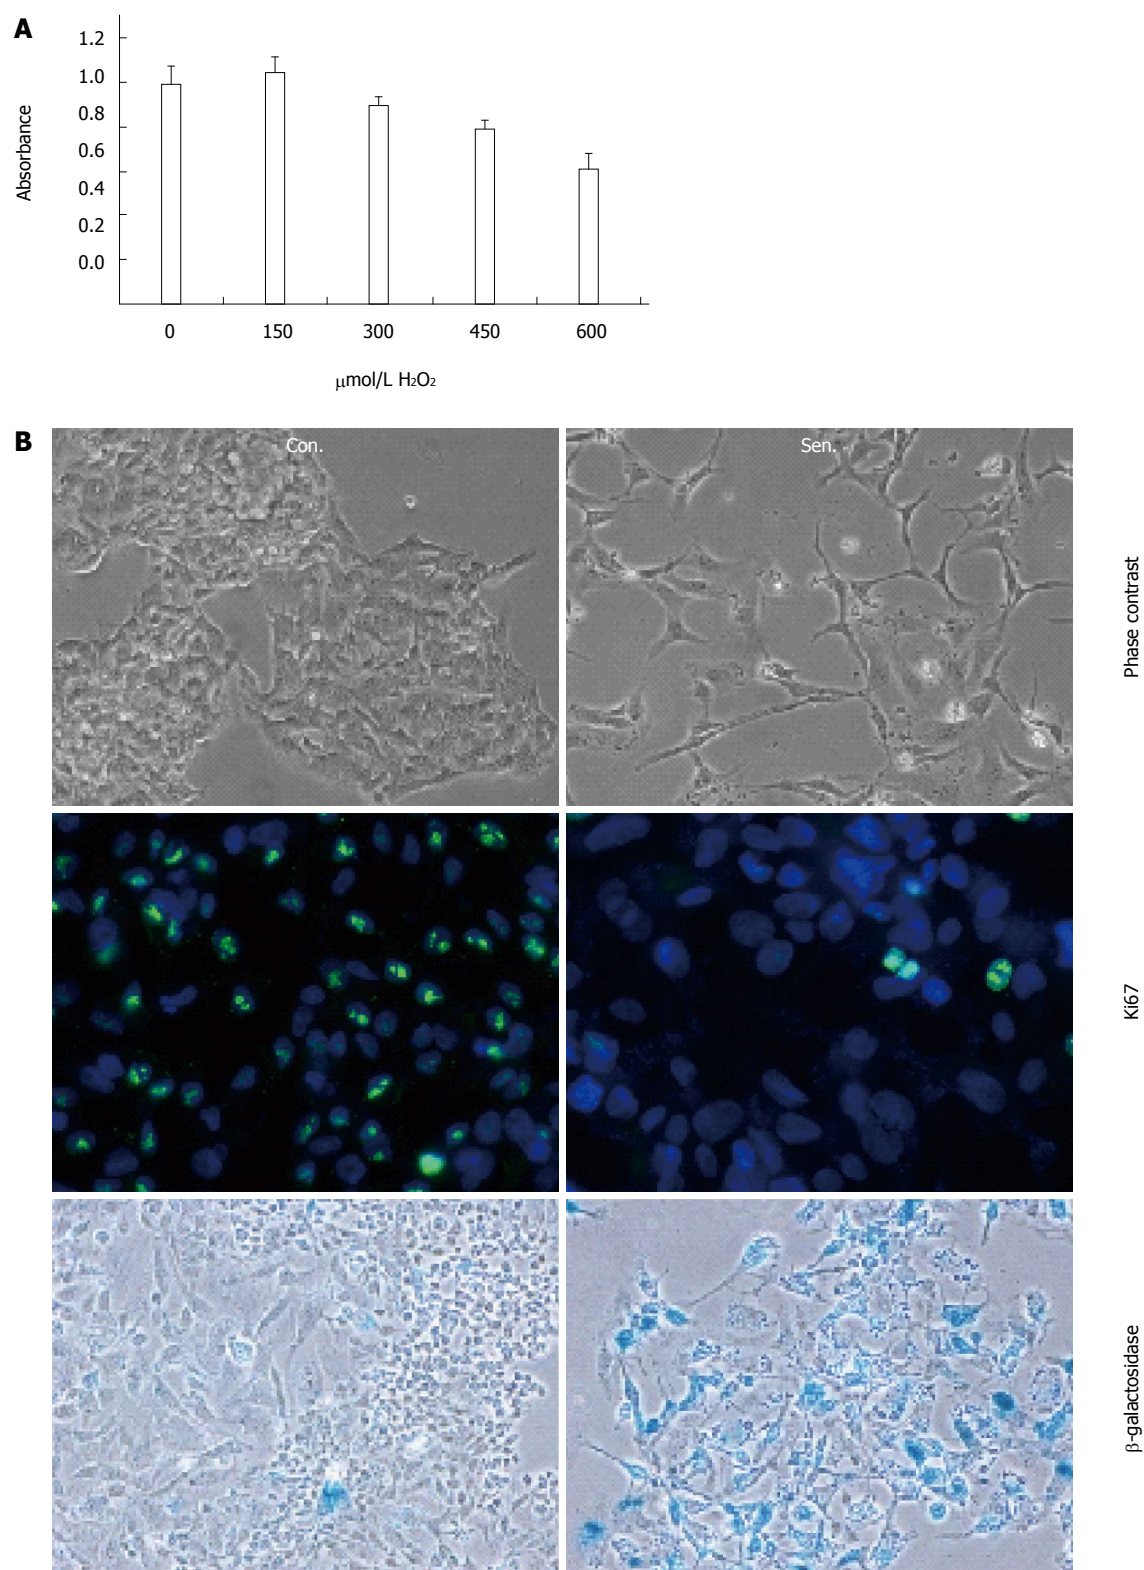 A
1.2
1.0
0.8
0.6
0.4
0.2
0.0
Absorbance
0 150 300 450 600
μmol/L H₂O₂
B
Con.
Sen.
Phase contrast
Ki67
β-galactosidase